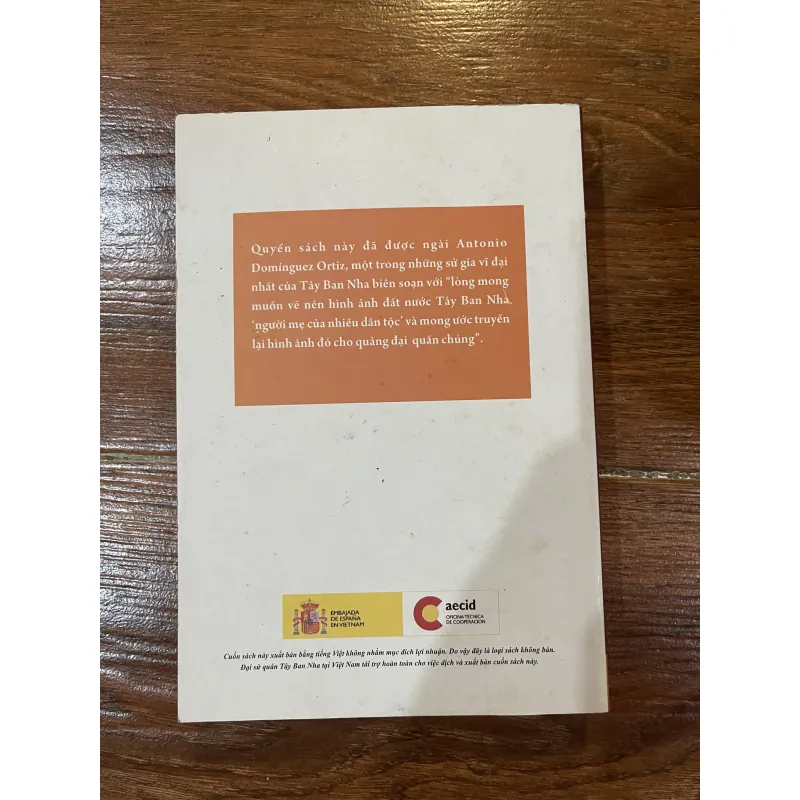 Quyển sách này đã được ngài Antonio
Domínguez Ortiz, một trong những sử gia vĩ đại
nhất của Tây Ban Nha biên soạn với “lòng mong
muốn vẽ nên hình ảnh đất nước Tây Ban Nha,
‘người mẹ của nhiều dân tộc’ và mong ước truyền
lại hình ảnh đó cho quảng đại quần chúng”.
EMBAJADA
DE ESPAÑA
EN VIETNAM
aecid
OFICINA TÉCNICA
DE COOPERACIÓN
Cuốn sách này xuất bản bằng tiếng Việt không nhằm mục đích lợi nhuận. Do vậy đây là loại sách không bán.
Đại sứ quán Tây Ban Nha tại Việt Nam tài trợ hoàn toàn cho việc dịch và xuất bản cuốn sách này.